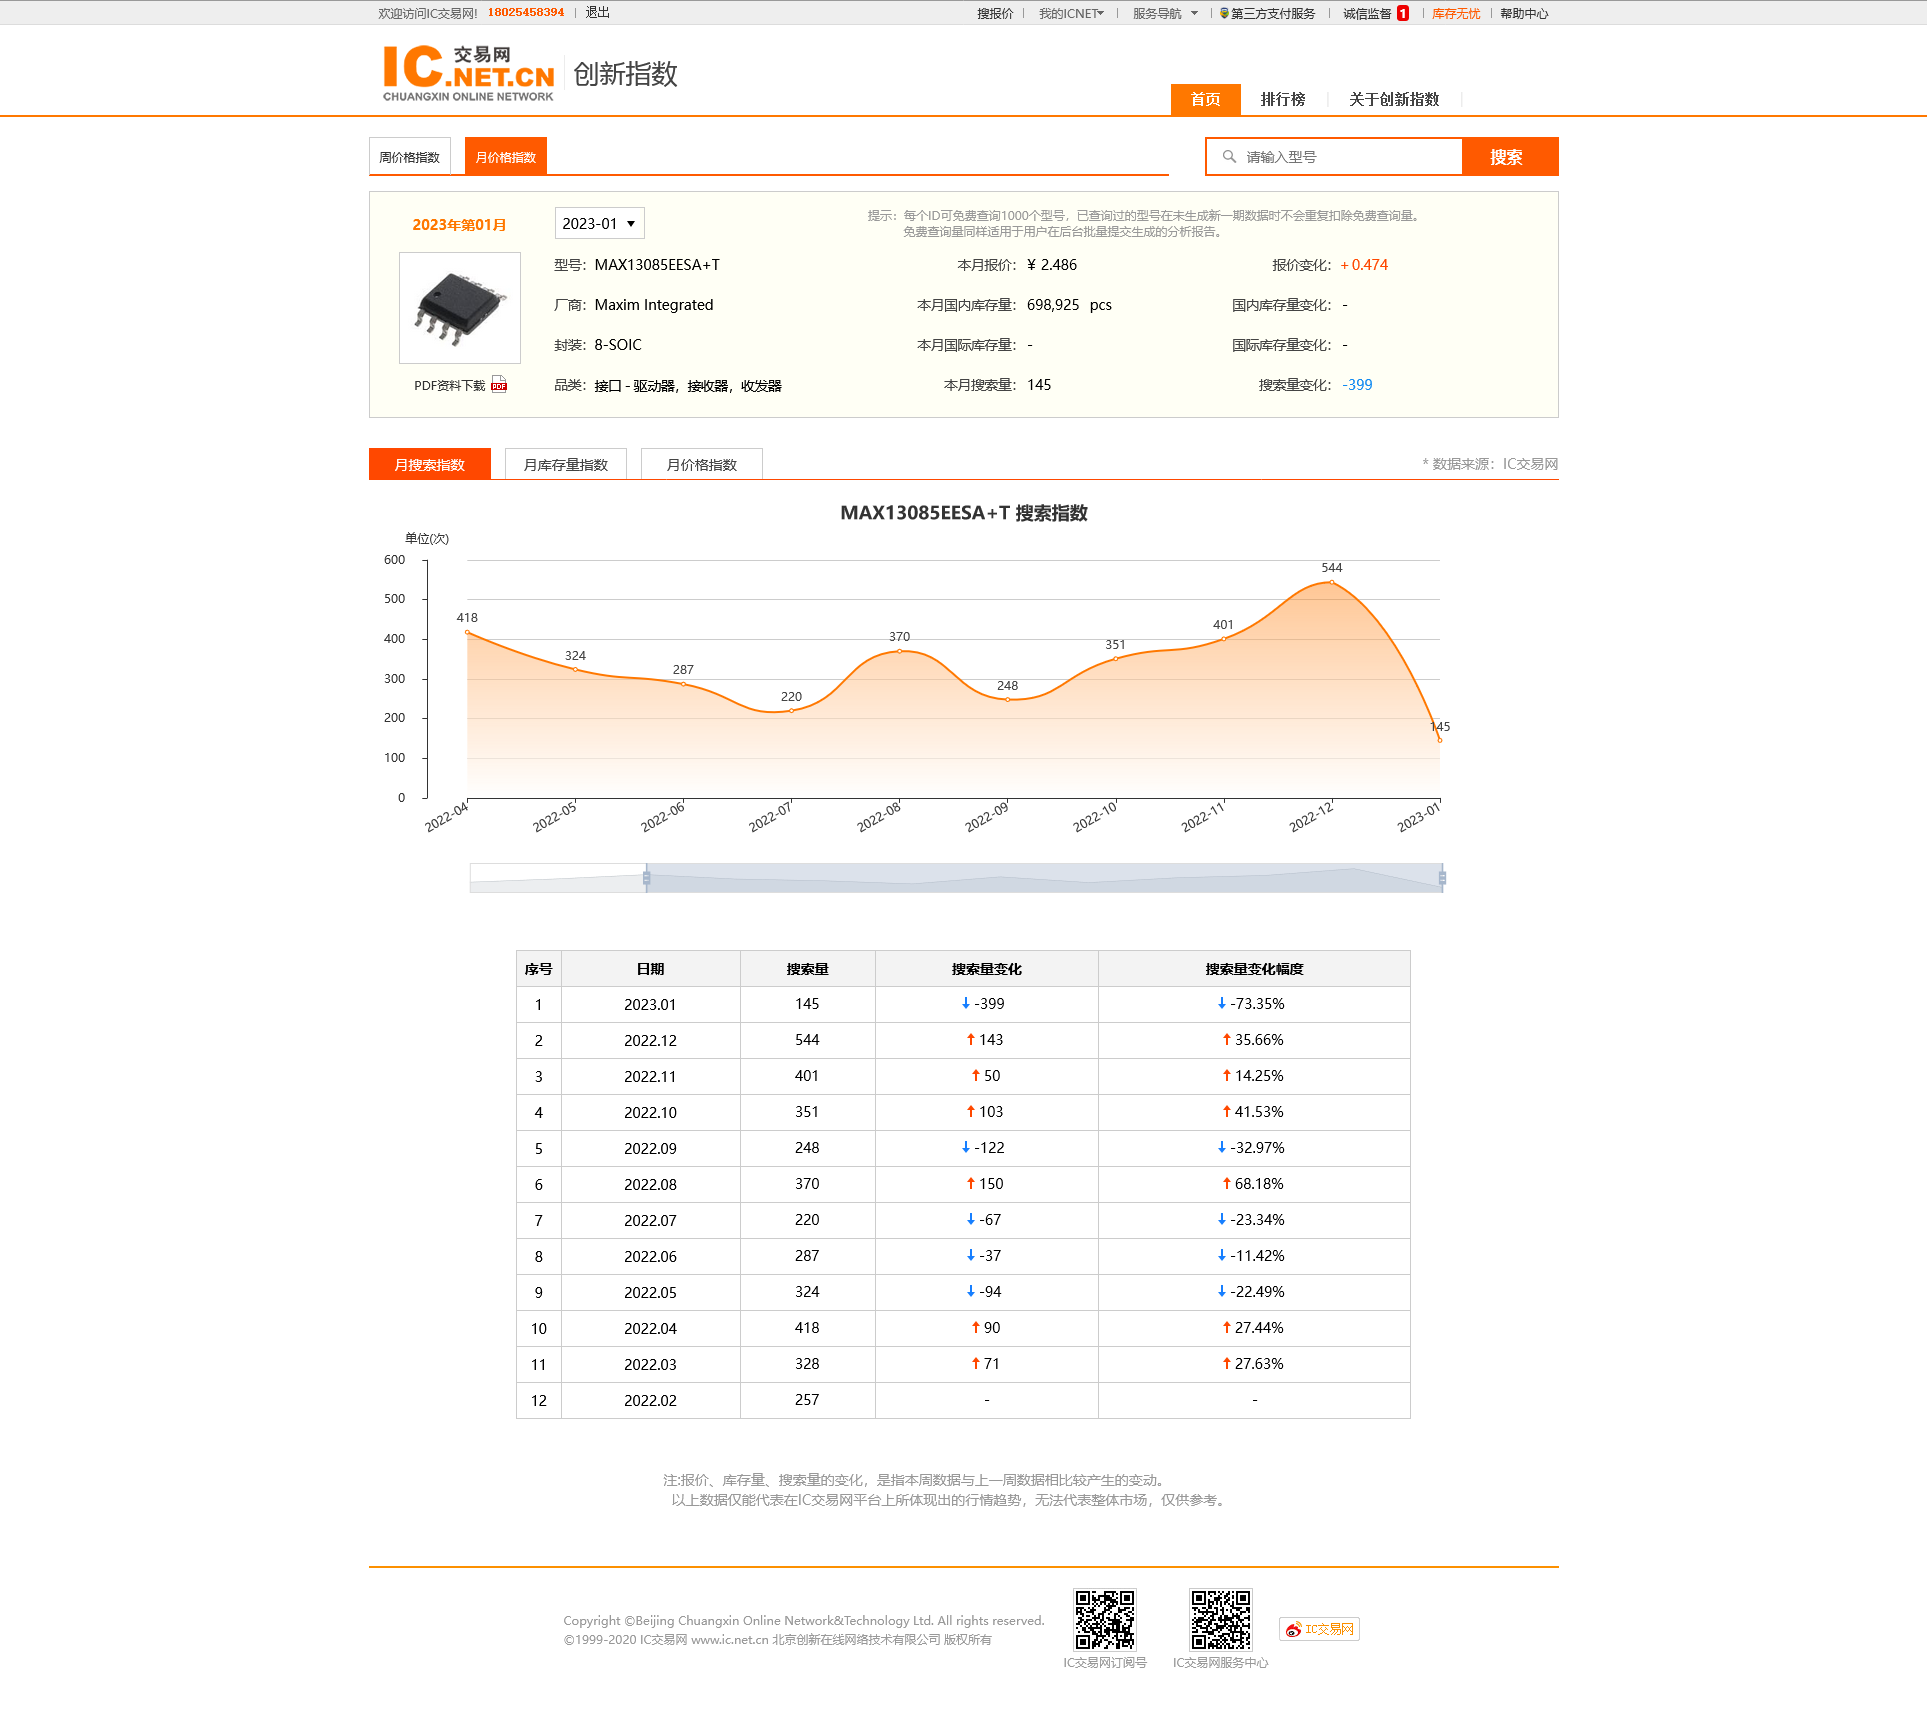 欢迎访问IC交易网! 18025458394 退出 搜报价 我的ICNET 服务导航 第三方支付服务 诚信监督 1 库存无忧 帮助中心
IC.NET.CN 交易网
CHUANGXIN ONLINE NETWORK
创新指数
首页 排行榜 关于创新指数
周价格指数 月价格指数 请输入型号 搜索
2023年第01月 2023-01
提示：每个ID可免费查询1000个型号，已查询过的型号在未生成新一期数据时不会重复扣除免费查询量。
免费查询量同样适用于用户在后台批量提交生成的分析报告。
型号：MAX13085EESA+T 本月报价：¥ 2.486 报价变化：+0.474
厂商：Maxim Integrated 本月国内库存量：698,925 pcs 国内库存量变化：-
封装：8-SOIC 本月国际库存量：- 国际库存量变化：-
PDF资料下载 PDF 品类：接口 - 驱动器，接收器，收发器 本月搜索量：145 搜索量变化：-399
月搜索指数 月库存量指数 月价格指数 * 数据来源：IC交易网
MAX13085EESA+T 搜索指数
单位(次)
600
500
400
300
200
100
0
418 324 287 220 370 248 351 401 544 145
2022-04 2022-05 2022-06 2022-07 2022-08 2022-09 2022-10 2022-11 2022-12 2023-01
序号 日期 搜索量 搜索量变化 搜索量变化幅度
1 2023.01 145 ↓ -399 ↓ -73.35%
2 2022.12 544 ↑ 143 ↑ 35.66%
3 2022.11 401 ↑ 50 ↑ 14.25%
4 2022.10 351 ↑ 103 ↑ 41.53%
5 2022.09 248 ↓ -122 ↓ -32.97%
6 2022.08 370 ↑ 150 ↑ 68.18%
7 2022.07 220 ↓ -67 ↓ -23.34%
8 2022.06 287 ↓ -37 ↓ -11.42%
9 2022.05 324 ↓ -94 ↓ -22.49%
10 2022.04 418 ↑ 90 ↑ 27.44%
11 2022.03 328 ↑ 71 ↑ 27.63%
12 2022.02 257 - -
注:报价、库存量、搜索量的变化，是指本周数据与上一周数据相比较产生的变动。
以上数据仅能代表在IC交易网平台上所体现出的行情趋势，无法代表整体市场，仅供参考。
Copyright ©Beijing Chuangxin Online Network&Technology Ltd. All rights reserved.
©1999-2020 IC交易网 www.ic.net.cn 北京创新在线网络技术有限公司 版权所有
IC交易网订阅号 IC交易网服务中心 IC交易网